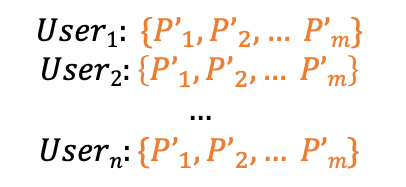 User₁: {P’₁, P’₂, … P’ₘ}
User₂: {P’₁, P’₂, … P’ₘ}
...
Userₙ: {P’₁, P’₂, … P’ₘ}